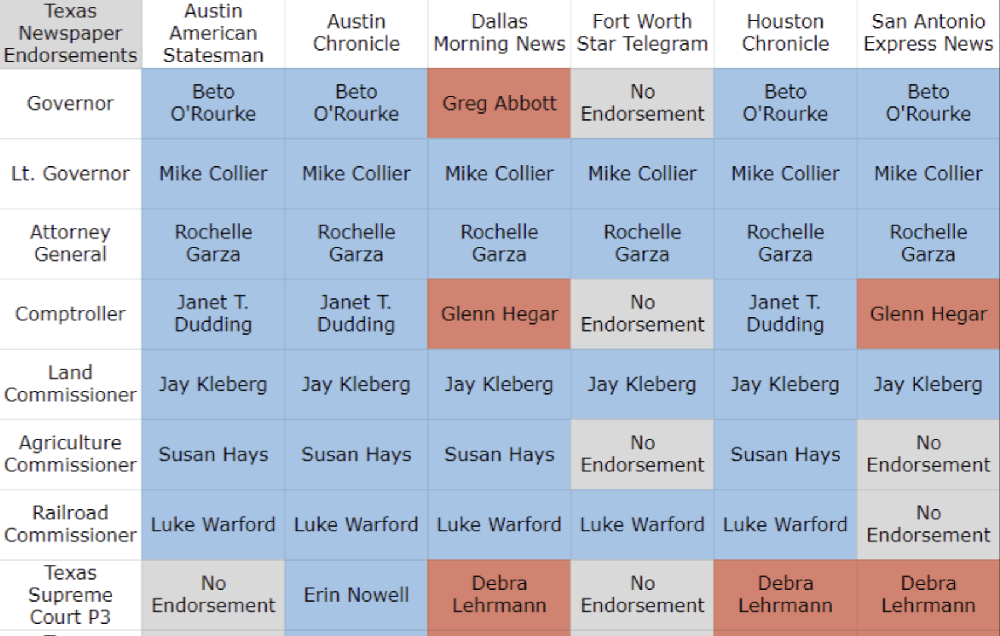 Texas
Newspaper
Endorsements
Austin
American
Statesman
Austin
Chronicle
Dallas
Morning News
Fort Worth
Star Telegram
Houston
Chronicle
San Antonio
Express News
Governor
Beto
O'Rourke
Beto
O'Rourke
Greg Abbott
No
Endorsement
Beto
O'Rourke
Beto
O'Rourke
Lt. Governor
Mike Collier
Mike Collier
Mike Collier
Mike Collier
Mike Collier
Mike Collier
Attorney
General
Rochelle
Garza
Rochelle
Garza
Rochelle
Garza
Rochelle
Garza
Rochelle
Garza
Rochelle
Garza
Comptroller
Janet T.
Dudding
Janet T.
Dudding
Glenn Hegar
No
Endorsement
Janet T.
Dudding
Glenn Hegar
Land
Commissioner
Jay Kleberg
Jay Kleberg
Jay Kleberg
Jay Kleberg
Jay Kleberg
Jay Kleberg
Agriculture
Commissioner
Susan Hays
Susan Hays
Susan Hays
No
Endorsement
Susan Hays
No
Endorsement
Railroad
Commissioner
Luke Warford
Luke Warford
Luke Warford
Luke Warford
Luke Warford
No
Endorsement
Texas
Supreme
Court P3
No
Endorsement
Erin Nowell
Debra
Lehrmann
No
Endorsement
Debra
Lehrmann
Debra
Lehrmann